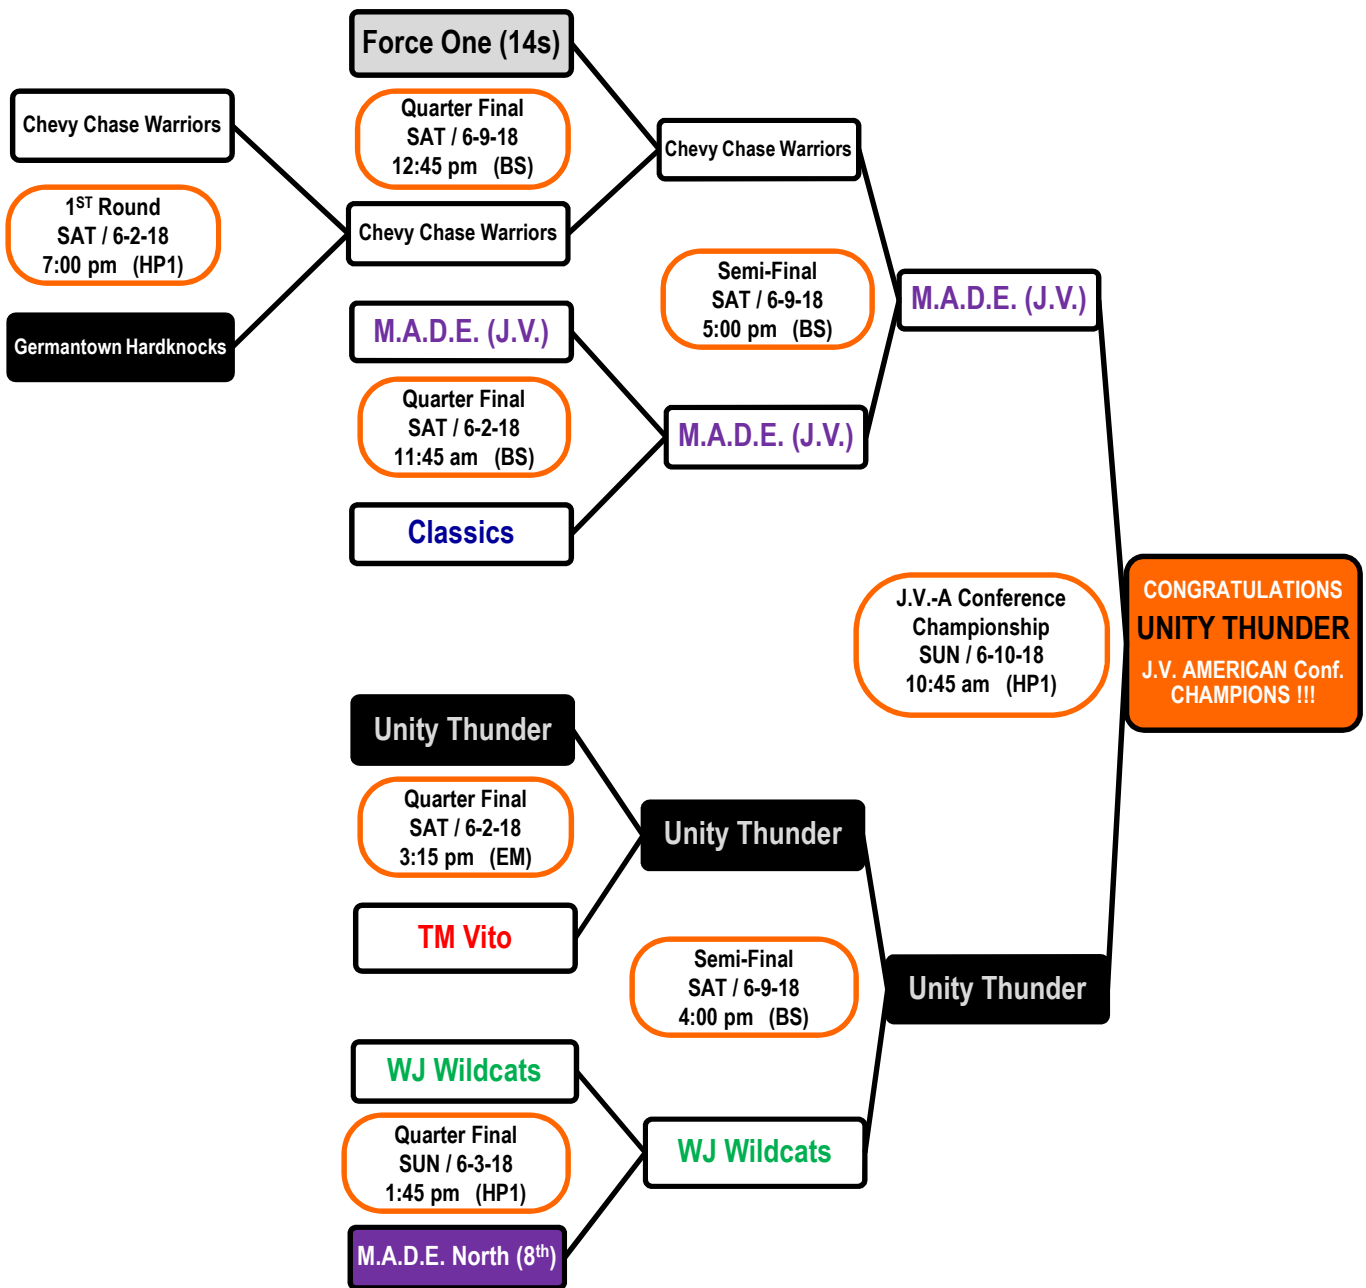 Force One (14s)
Chevy Chase Warriors
Quarter Final
SAT / 6-9-18
12:45 pm (BS)
Chevy Chase Warriors
1ST Round
SAT / 6-2-18
7:00 pm (HP1)
Chevy Chase Warriors
Germantown Hardknocks
M.A.D.E. (J.V.)
Semi-Final
SAT / 6-9-18
5:00 pm (BS)
M.A.D.E. (J.V.)
Quarter Final
SAT / 6-2-18
11:45 am (BS)
M.A.D.E. (J.V.)
Classics
J.V.-A Conference
Championship
SUN / 6-10-18
10:45 am (HP1)
CONGRATULATIONS
UNITY THUNDER
J.V. AMERICAN Conf.
CHAMPIONS !!!
Unity Thunder
Quarter Final
SAT / 6-2-18
3:15 pm (EM)
Unity Thunder
TM Vito
Semi-Final
SAT / 6-9-18
4:00 pm (BS)
Unity Thunder
WJ Wildcats
Quarter Final
SUN / 6-3-18
1:45 pm (HP1)
WJ Wildcats
M.A.D.E. North (8th)